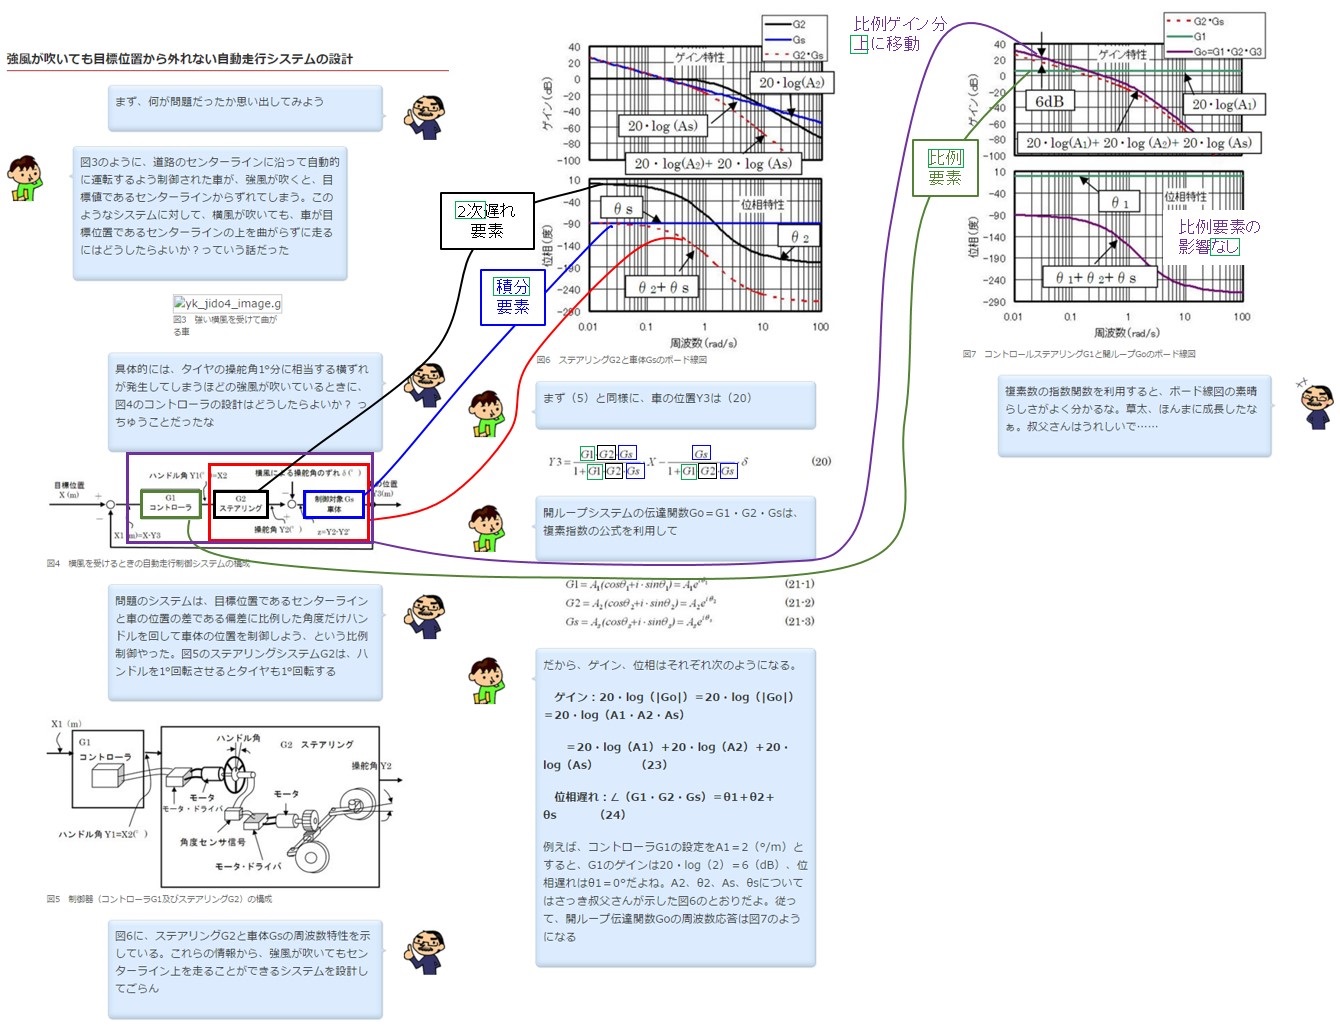 強風が吹いても目標位置から外れない自動走行システムの設計
まず、何が問題だったか思い出してみよう
図3のように、道路のセンターラインに沿って自動的
に運転するよう制御された車が、強風が吹くと、目
標値であるセンターラインからずれてしまう。この
ようなシステムに対して、横風が吹いても、車が目
標位置であるセンターラインの上を曲がらずに走る
にはどうしたらよいか？っていう話だった
yk_jido4_image.g
図3　強い横風を受けて曲が
る車
具体的には、タイヤの操舵角1°分に相当する横ずれ
が発生してしまうほどの強風が吹いているときに、
図4のコントローラの設計はどうしたらよいか？ っ
ちゅうことだったな
ハンドル角 Y1(°)=X2
横風による操舵角のずれ δ(°)
目標位置
X (m)
G1
コントローラ
G2
ステアリング
制御対象 Gs
車体
の位置
Y3(m)
操舵角 Y2(°)
z=Y2-Y2'
X1(m)=X-Y3
図4　横風を受けるときの自動走行制御システムの構成
問題のシステムは、目標位置であるセンターライン
と車の位置の差である偏差に比例した角度だけハン
ドルを回して車体の位置を制御しよう、という比例
制御やった。図5のステアリングシステムG2は、ハ
ンドルを1°回転させるとタイヤも1°回転する
X1 (m)
G1
コントローラ
ハンドル角
G2　ステアリング
操舵角 Y2
モータ
モータ・ドライバ
モータ
ハンドル角 Y1=X2(°)
角度センサ信号
モータ・ドライバ
図5　制御器（コントローラG1及びステアリングG2）の構成
図6に、ステアリングG2と車体Gsの周波数特性を示
している。これらの情報から、強風が吹いてもセン
ターライン上を走ることができるシステムを設計し
てごらん
2次遅れ
要素
積分
要素
G2
Gs
G2・Gs
ゲイン特性
ゲイン(dB)
40
20
0
-20
-40
-60
-80
-100
20・log(A₂)
20・log (As)
20・log(A₂)+ 20・log (As)
位相特性
位相(度)
10
-40
-90
-140
-190
-240
-290
θs
θ₂
θ₂+θs
0.01
0.1
1
10
100
周波数(rad/s)
図6　ステアリングG2と車体Gsのボード線図
まず（5）と同様に、車の位置Y3は（20）
Y3 = G1・G2・Gs / 1+G1・G2・Gs X − Gs / 1+G1・G2・Gs δ (20)
開ループシステムの伝達関数Go＝G1・G2・Gsは、
複素指数の公式を利用して
G1 = A₁(cosθ₁+i・sinθ₁) = A₁e^{iθ₁} (21-1)
G2 = A₂(cosθ₂+i・sinθ₂) = A₂e^{iθ₂} (21-2)
Gs = Aₛ(cosθₛ+i・sinθₛ) = Aₛe^{iθₛ} (21-3)
だから、ゲイン、位相はそれぞれ次のようになる。
ゲイン：20・log（|Go|）＝20・log（|Go|）
＝20・log（A1・A2・As）
＝20・log（A1）＋20・log（A2）＋20・
log（As）　（23）
位相遅れ：∠（G1・G2・Gs）＝θ1＋θ2＋
θs　（24）
例えば、コントローラG1の設定をA1＝2（°/m）と
すると、G1のゲインは20・log（2）＝6（dB）、位
相遅れはθ1＝0°だよね。A2、θ2、As、θsについて
はさっき叔父さんが示した図6のとおりだよ。従っ
て、開ループ伝達関数Goの周波数応答は図7のよう
になる
比例ゲイン分
上に移動
比例
要素
G2・Gs
G1
Go=G1・G2・G3
ゲイン特性
ゲイン(dB)
40
20
0
-20
-40
-60
-80
-100
6dB
20・log(A₁)
20・log(A₁)+ 20・log (A₂)+ 20・log (As)
位相特性
位相(度)
10
-40
-90
-140
-190
-240
-290
θ₁
比例要素の
影響なし
θ₁+θ₂+θs
0.01
0.1
1
10
100
周波数(rad/s)
図7　コントロールステアリングG1と開ループGoのボード線図
複素数の指数関数を利用すると、ボード線図の素晴
らしさがよく分かるな。草太、ほんまに成長したな
ぁ。叔父さんはうれしいで……